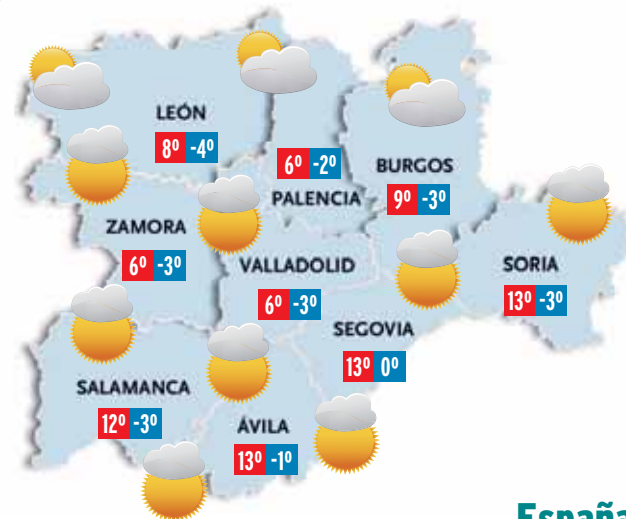 LEÓN
8º -4º
6º -2º
PALENCIA
BURGOS
9º -3º
ZAMORA
6º -3º
VALLADOLID
6º -3º
SORIA
13º -3º
SEGOVIA
13º 0º
SALAMANCA
12º -3º
ÁVILA
13º -1º
España